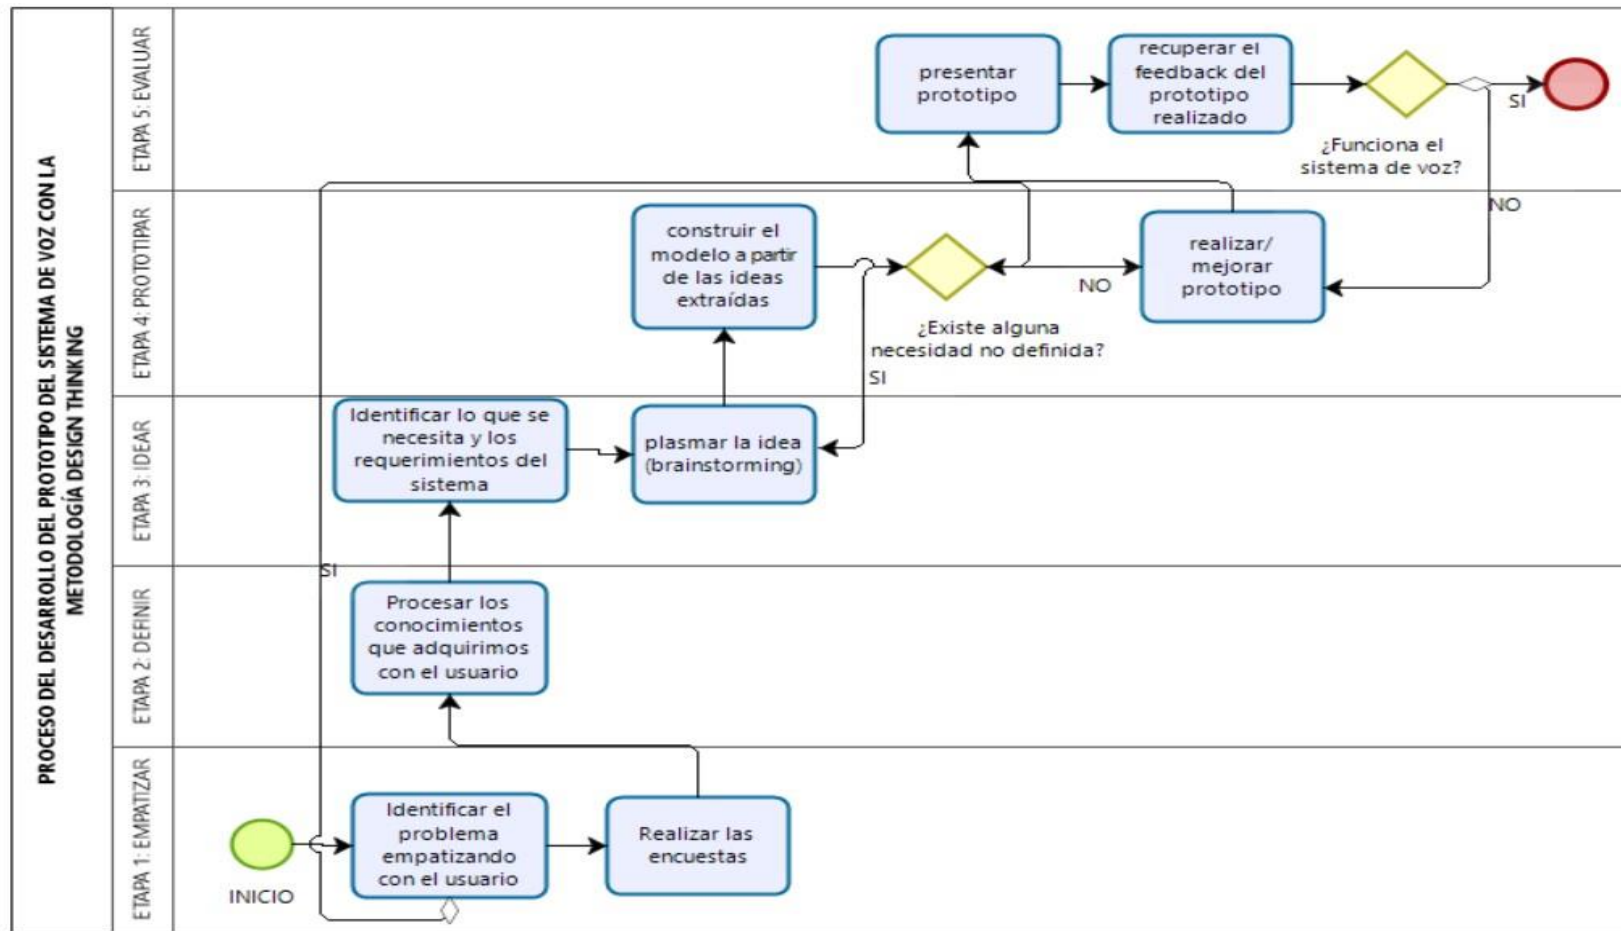 PROCESO DEL DESARROLLO DEL PROTOTIPO DEL SISTEMA DE VOZ CON LA
METODOLOGÍA DESIGN THINKING
ETAPA 5: EVALUAR
presentar
prototipo
recuperar el
feedback del
prototipo
realizado
¿Funciona el
sistema de voz?
SI
NO
ETAPA 4: PROTOTIPAR
construir el
modelo a partir
de las ideas
extraídas
¿Existe alguna
necesidad no definida?
SI
NO
realizar/
mejorar
prototipo
ETAPA 3: IDEAR
Identificar lo que se
necesita y los
requerimientos del
sistema
plasmar la idea
(brainstorming)
SI
ETAPA 2: DEFINIR
Procesar los
conocimientos
que adquirimos
con el usuario
ETAPA 1: EMPATIZAR
INICIO
Identificar el
problema
empatizando
con el usuario
Realizar las
encuestas